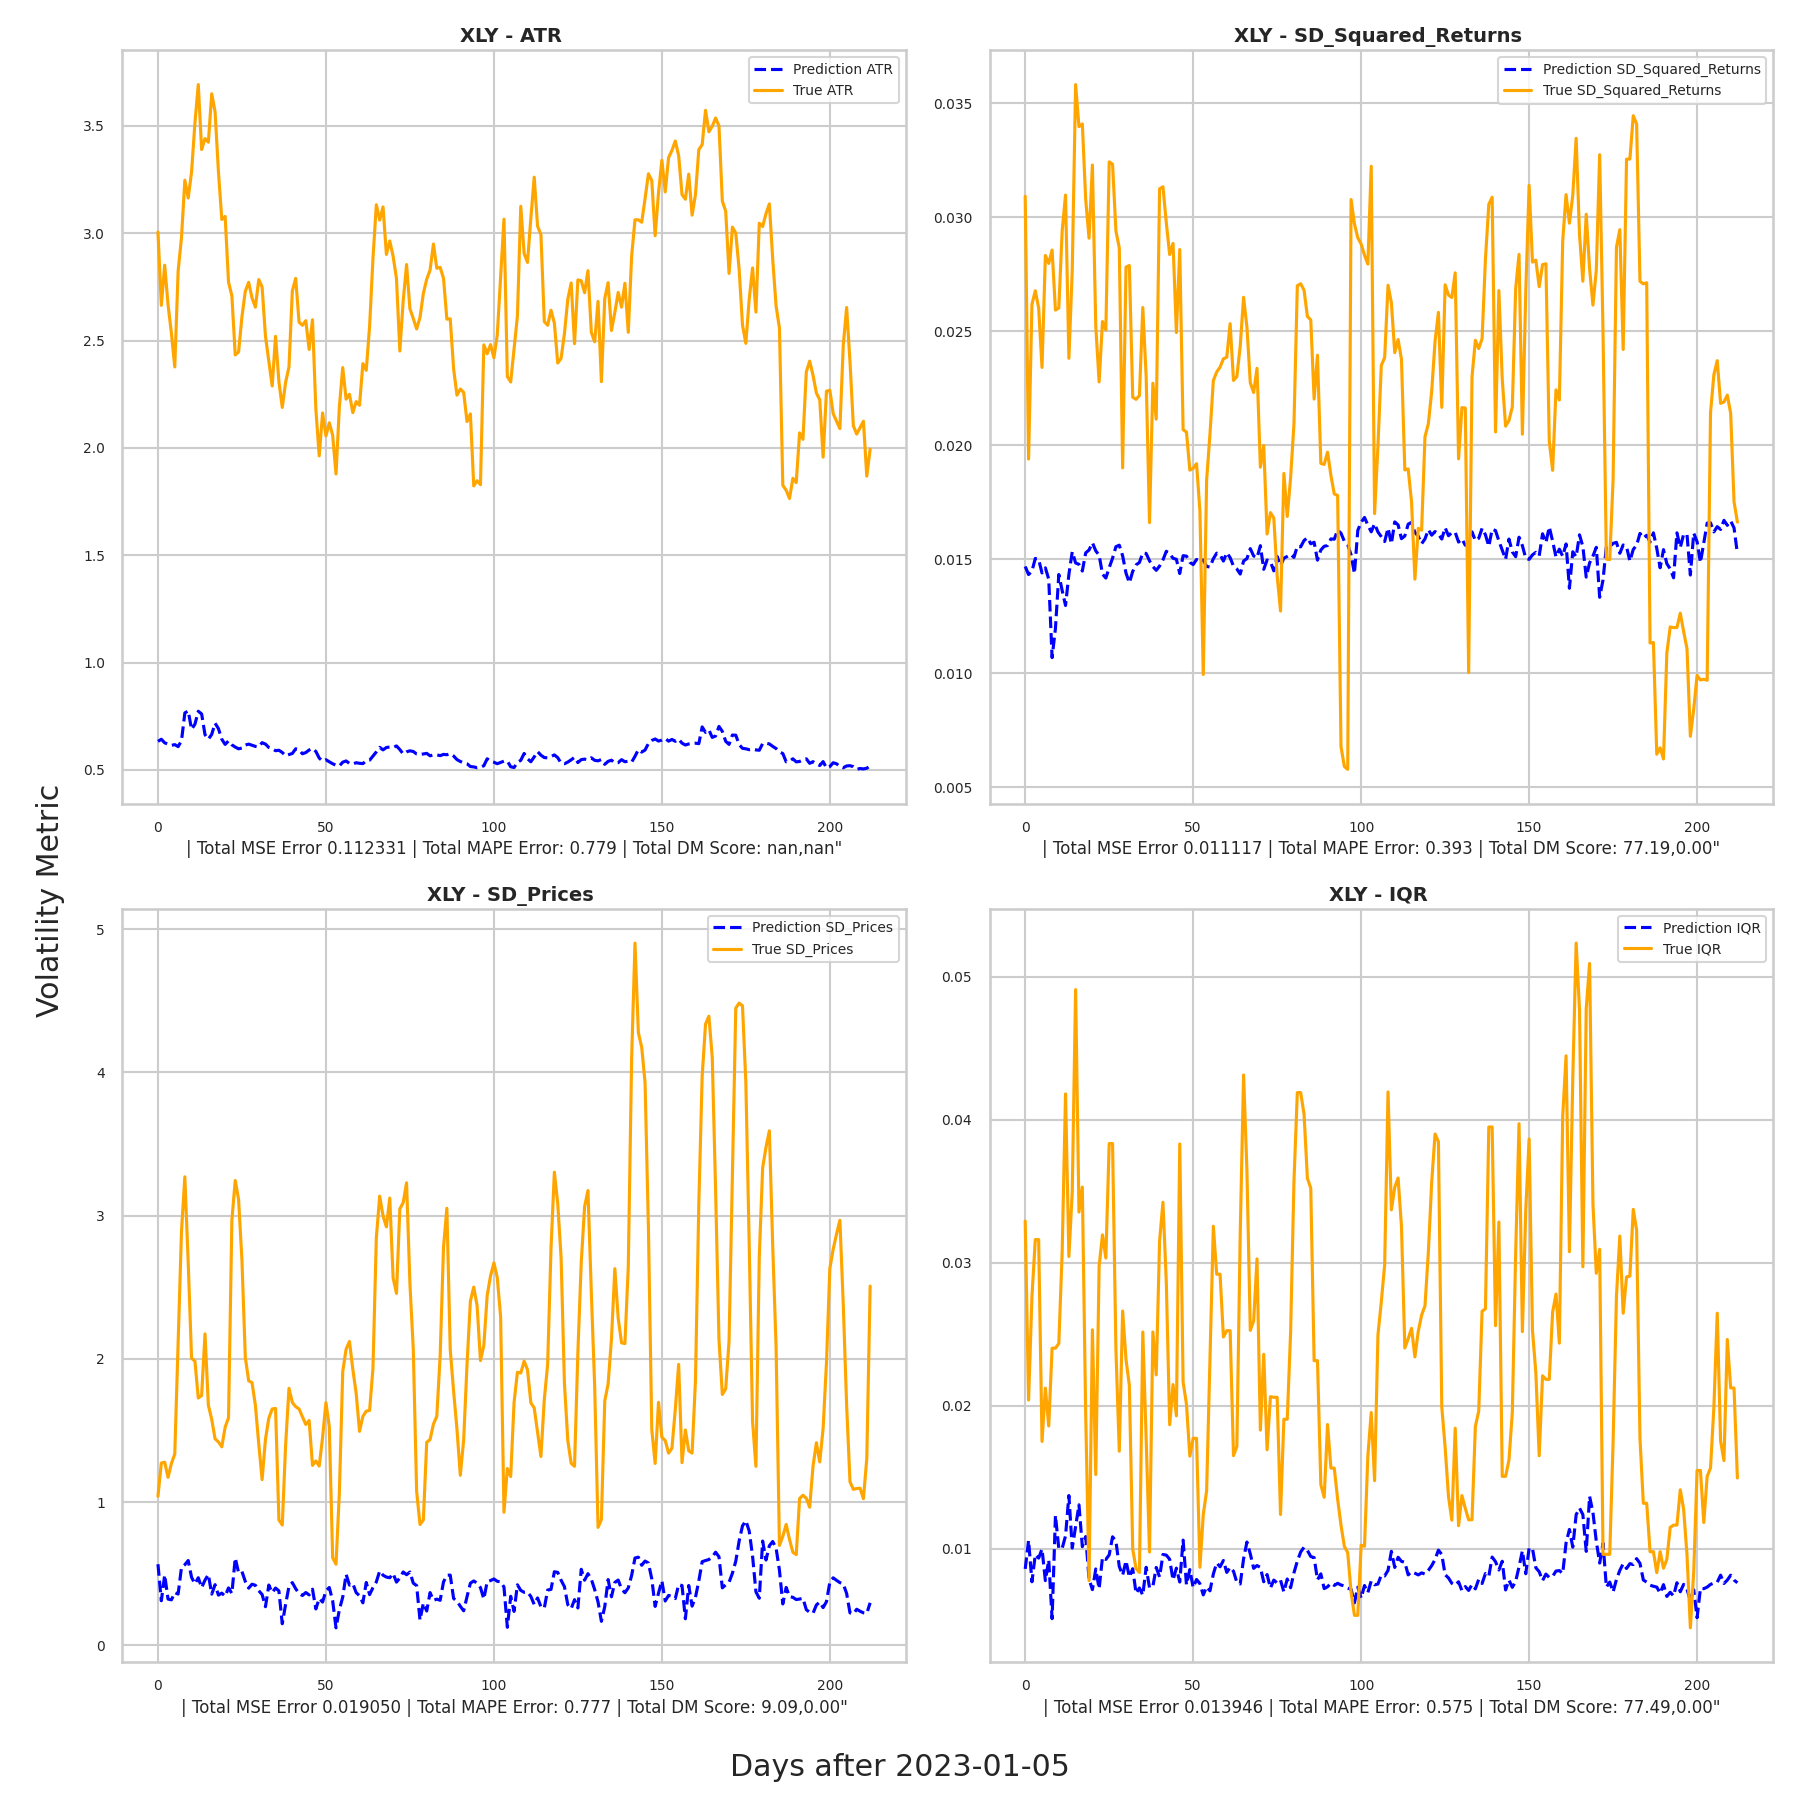 XLY - ATR
Prediction ATR
True ATR
3.5
3.0
2.5
2.0
1.5
1.0
0.5
0 50 100 150 200
| Total MSE Error 0.112331 | Total MAPE Error: 0.779 | Total DM Score: nan,nan"
XLY - SD_Squared_Returns
Prediction SD_Squared_Returns
True SD_Squared_Returns
0.035
0.030
0.025
0.020
0.015
0.010
0.005
0 50 100 150 200
| Total MSE Error 0.011117 | Total MAPE Error: 0.393 | Total DM Score: 77.19,0.00"
Volatility Metric
XLY - SD_Prices
Prediction SD_Prices
True SD_Prices
5
4
3
2
1
0
0 50 100 150 200
| Total MSE Error 0.019050 | Total MAPE Error: 0.777 | Total DM Score: 9.09,0.00"
XLY - IQR
Prediction IQR
True IQR
0.05
0.04
0.03
0.02
0.01
0 50 100 150 200
| Total MSE Error 0.013946 | Total MAPE Error: 0.575 | Total DM Score: 77.49,0.00"
Days after 2023-01-05